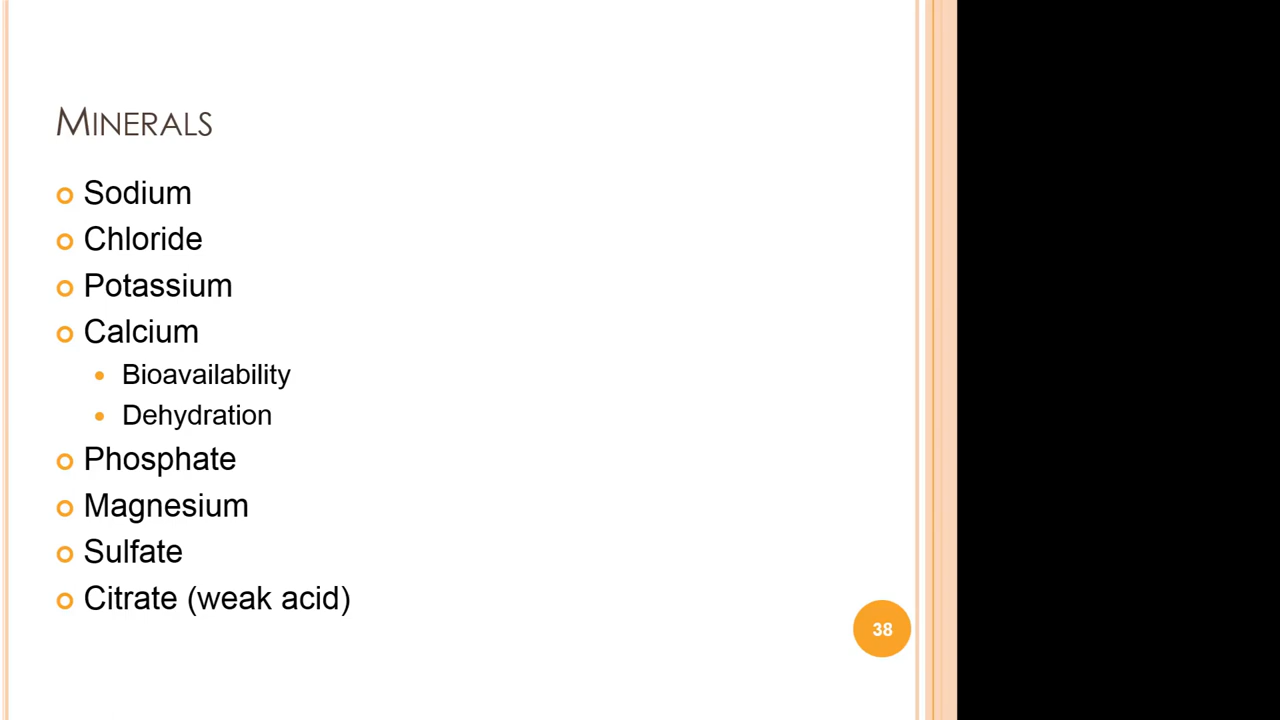 MINERALS
Sodium
Chloride
Potassium
Calcium
Bioavailability
Dehydration
Phosphate
Magnesium
Sulfate
Citrate (weak acid)
38